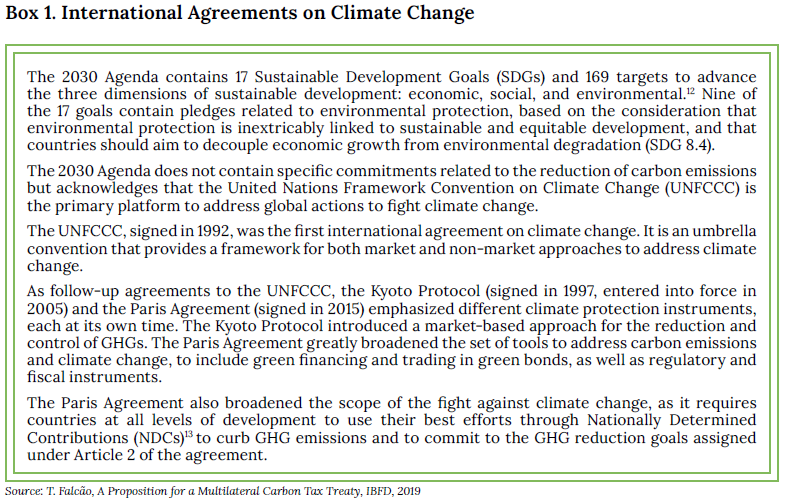 Box 1. International Agreements on Climate Change
The 2030 Agenda contains 17 Sustainable Development Goals (SDGs) and 169 targets to advance
the three dimensions of sustainable development: economic, social, and environmental.¹² Nine of
the 17 goals contain pledges related to environmental protection, based on the consideration that
environmental protection is inextricably linked to sustainable and equitable development, and that
countries should aim to decouple economic growth from environmental degradation (SDG 8.4).
The 2030 Agenda does not contain specific commitments related to the reduction of carbon emissions
but acknowledges that the United Nations Framework Convention on Climate Change (UNFCCC) is
the primary platform to address global actions to fight climate change.
The UNFCCC, signed in 1992, was the first international agreement on climate change. It is an umbrella
convention that provides a framework for both market and non-market approaches to address climate
change.
As follow-up agreements to the UNFCCC, the Kyoto Protocol (signed in 1997, entered into force in
2005) and the Paris Agreement (signed in 2015) emphasized different climate protection instruments,
each at its own time. The Kyoto Protocol introduced a market-based approach for the reduction and
control of GHGs. The Paris Agreement greatly broadened the set of tools to address carbon emissions
and climate change, to include green financing and trading in green bonds, as well as regulatory and
fiscal instruments.
The Paris Agreement also broadened the scope of the fight against climate change, as it requires
countries at all levels of development to use their best efforts through Nationally Determined
Contributions (NDCs)¹³ to curb GHG emissions and to commit to the GHG reduction goals assigned
under Article 2 of the agreement.
Source: T. Falcão, A Proposition for a Multilateral Carbon Tax Treaty, IBFD, 2019